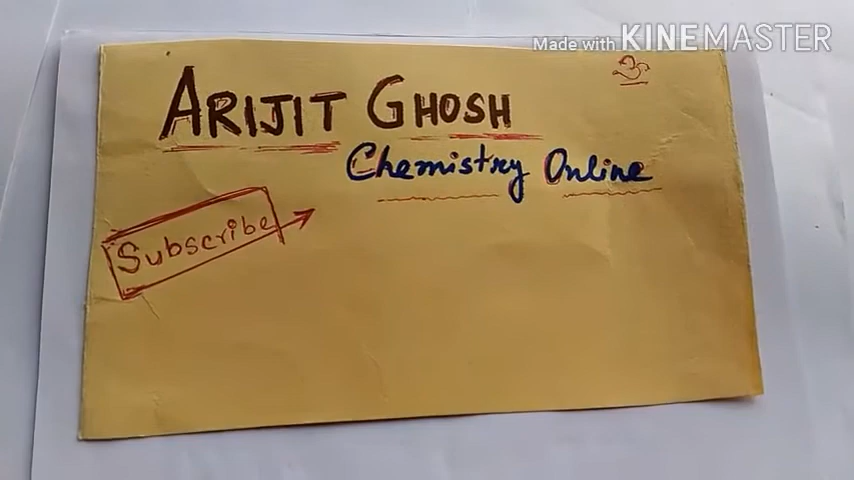 Made with KINEMASTER
ARIJIT GHOSH
Chemistry Online
Subscribe